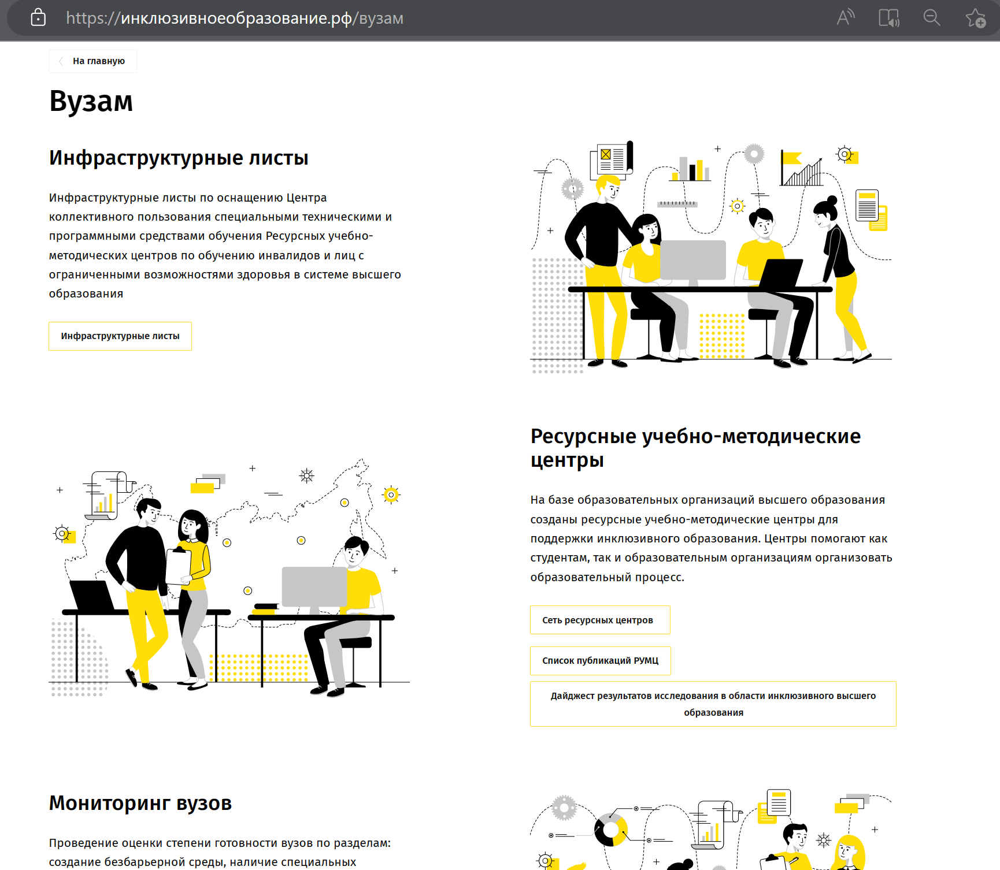 https://инклюзивноеобразование.рф/вузам
На главную
Вузам
Инфраструктурные листы
Инфраструктурные листы по оснащению Центра
коллективного пользования специальными техническими и
программными средствами обучения Ресурсных учебно-
методических центров по обучению инвалидов и лиц с
ограниченными возможностями здоровья в системе высшего
образования
Инфраструктурные листы
Ресурсные учебно-методические
центры
На базе образовательных организаций высшего образования
созданы ресурсные учебно-методические центры для
поддержки инклюзивного образования. Центры помогают как
студентам, так и образовательным организациям организовать
образовательный процесс.
Сеть ресурсных центров
Список публикаций РУМЦ
Дайджест результатов исследования в области инклюзивного высшего
образования
Мониторинг вузов
Проведение оценки степени готовности вузов по разделам:
создание безбарьерной среды, наличие специальных